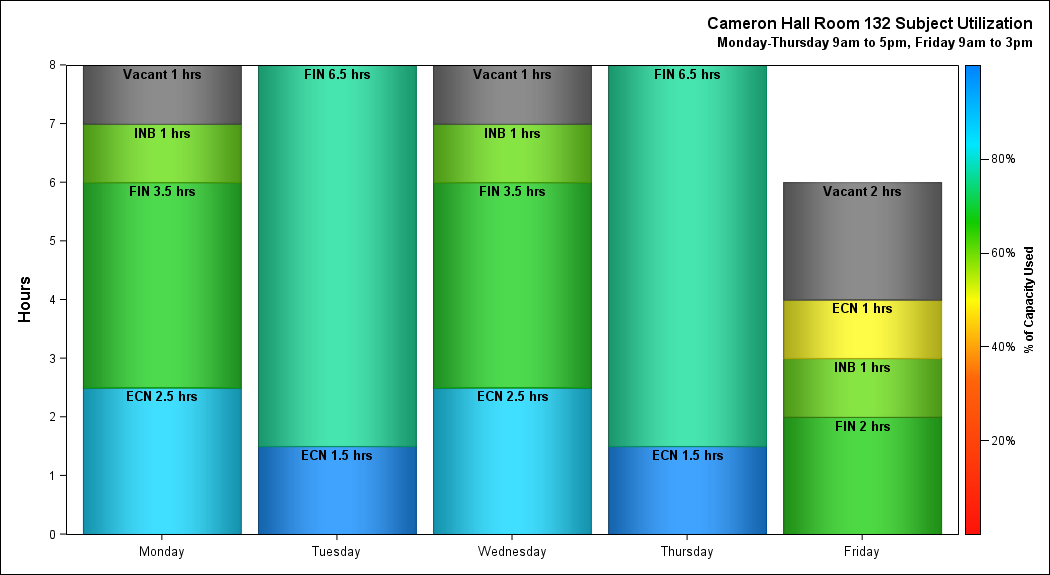 Cameron Hall Room 132 Subject Utilization
Monday-Thursday 9am to 5pm, Friday 9am to 3pm
Hours
8
7
6
5
4
3
2
1
0
Vacant 1 hrs
INB 1 hrs
FIN 3.5 hrs
ECN 2.5 hrs
FIN 6.5 hrs
ECN 1.5 hrs
Vacant 1 hrs
INB 1 hrs
FIN 3.5 hrs
ECN 2.5 hrs
FIN 6.5 hrs
ECN 1.5 hrs
Vacant 2 hrs
ECN 1 hrs
INB 1 hrs
FIN 2 hrs
Monday
Tuesday
Wednesday
Thursday
Friday
80%
60%
40%
20%
% of Capacity Used